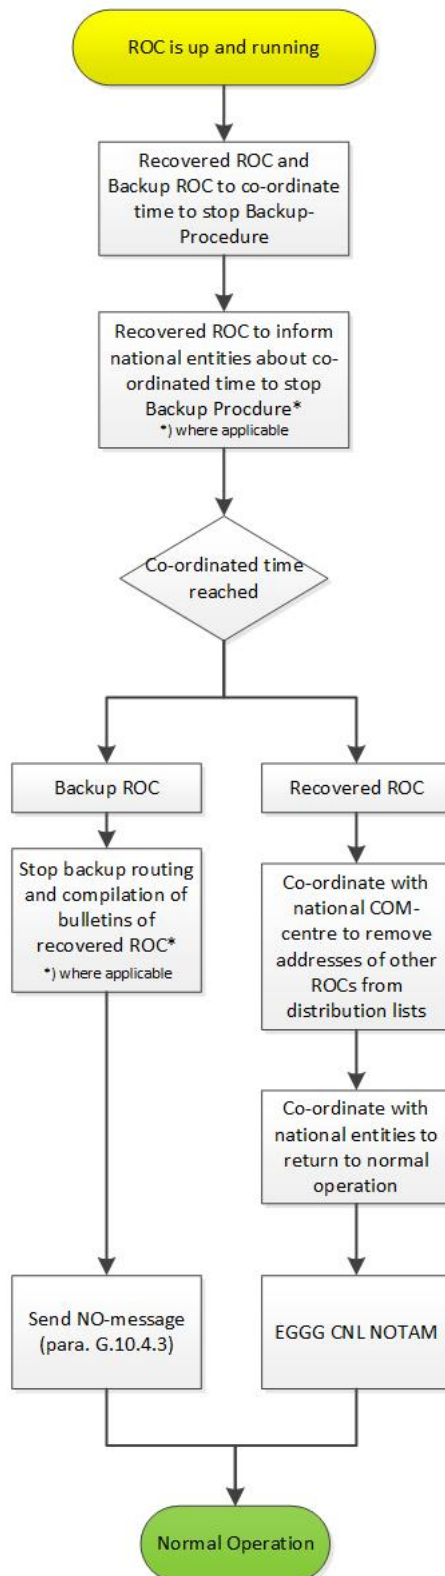 ROC is up and running
Recovered ROC and
Backup ROC to co-ordinate
time to stop Backup-
Procedure
Recovered ROC to inform
national entities about co-
ordinated time to stop
Backup Procdure*
*) where applicable
Co-ordinated time
reached
Backup ROC
Stop backup routing
and compilation of
bulletins of
recovered ROC*
*) where applicable
Send NO-message
(para. G.10.4.3)
Recovered ROC
Co-ordinate with
national COM-
centre to remove
addresses of other
ROCs from
distribution lists
Co-ordinate with
national entities to
return to normal
operation
EGGG CNL NOTAM
Normal Operation